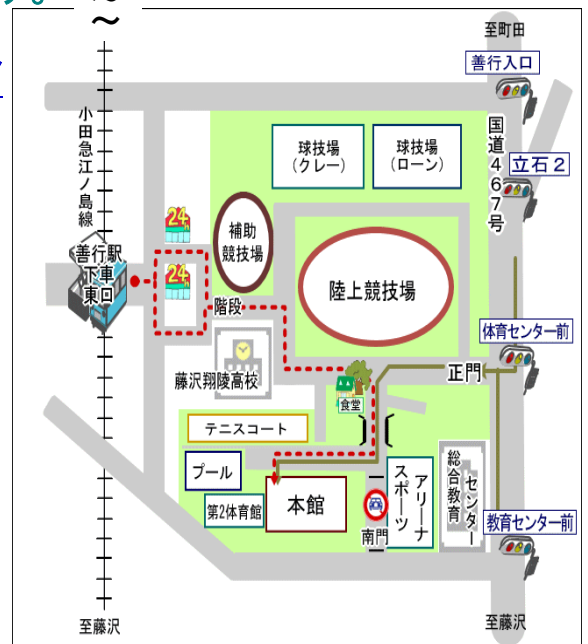 至町田
善行入口
国道467号
立石2
小田急江ノ島線
球技場
(クレー)
球技場
(ローン)
24
24
補助
競技場
善行駅
下車
東口
陸上競技場
階段
体育センター前
藤沢翔陵高校
正門
食堂
テニスコート
プール
第2体育館
本館
スポーツ
アリーナ
総合教育
センター
南門
教育センター前
至藤沢
至藤沢